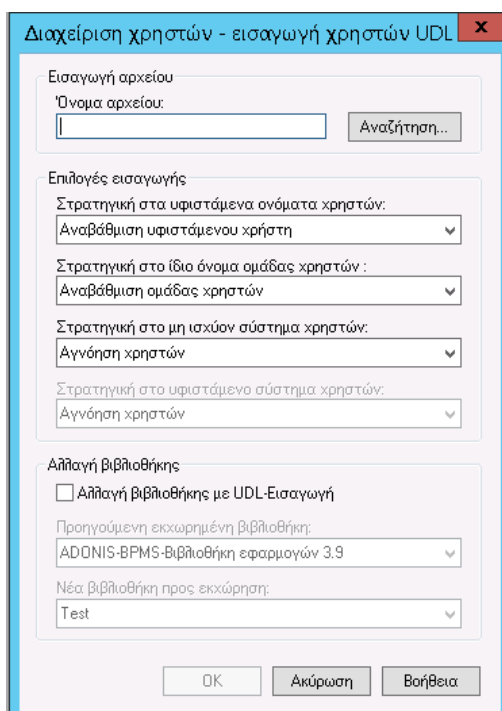 Διαχείριση χρηστών - εισαγωγή χρηστών UDL x
Εισαγωγή αρχείου
Όνομα αρχείου:
Αναζήτηση...
Επιλογές εισαγωγής
Στρατηγική στα υφιστάμενα ονόματα χρηστών:
Αναβάθμιση υφιστάμενου χρήστη
Στρατηγική στο ίδιο όνομα ομάδας χρηστών :
Αναβάθμιση ομάδας χρηστών
Στρατηγική στο μη ισχύον σύστημα χρηστών:
Αγνόηση χρηστών
Στρατηγική στο υφιστάμενο σύστημα χρηστών:
Αγνόηση χρηστών
Αλλαγή βιβλιοθήκης
Αλλαγή βιβλιοθήκης με UDL-Εισαγωγή
Προηγούμενη εκχωρημένη βιβλιοθήκη:
ADONIS-BPMS-Βιβλιοθήκη εφαρμογών 3.9
Νέα βιβλιοθήκη προς εκχώρηση:
Test
OK Ακύρωση Βοήθεια